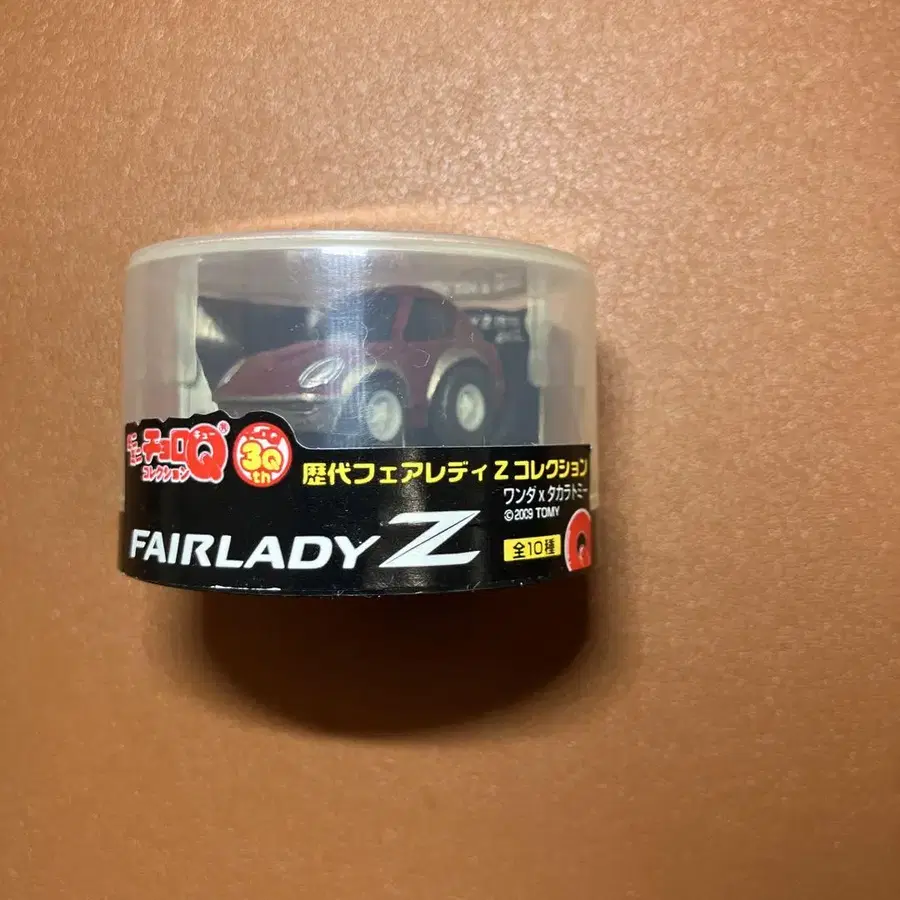 チョロQ
コレクション
3Q
th
歴代フェアレディZコレクション
ワンダxタカラトミー
©2009 TOMY
FAIRLADY Z
全10種
Q